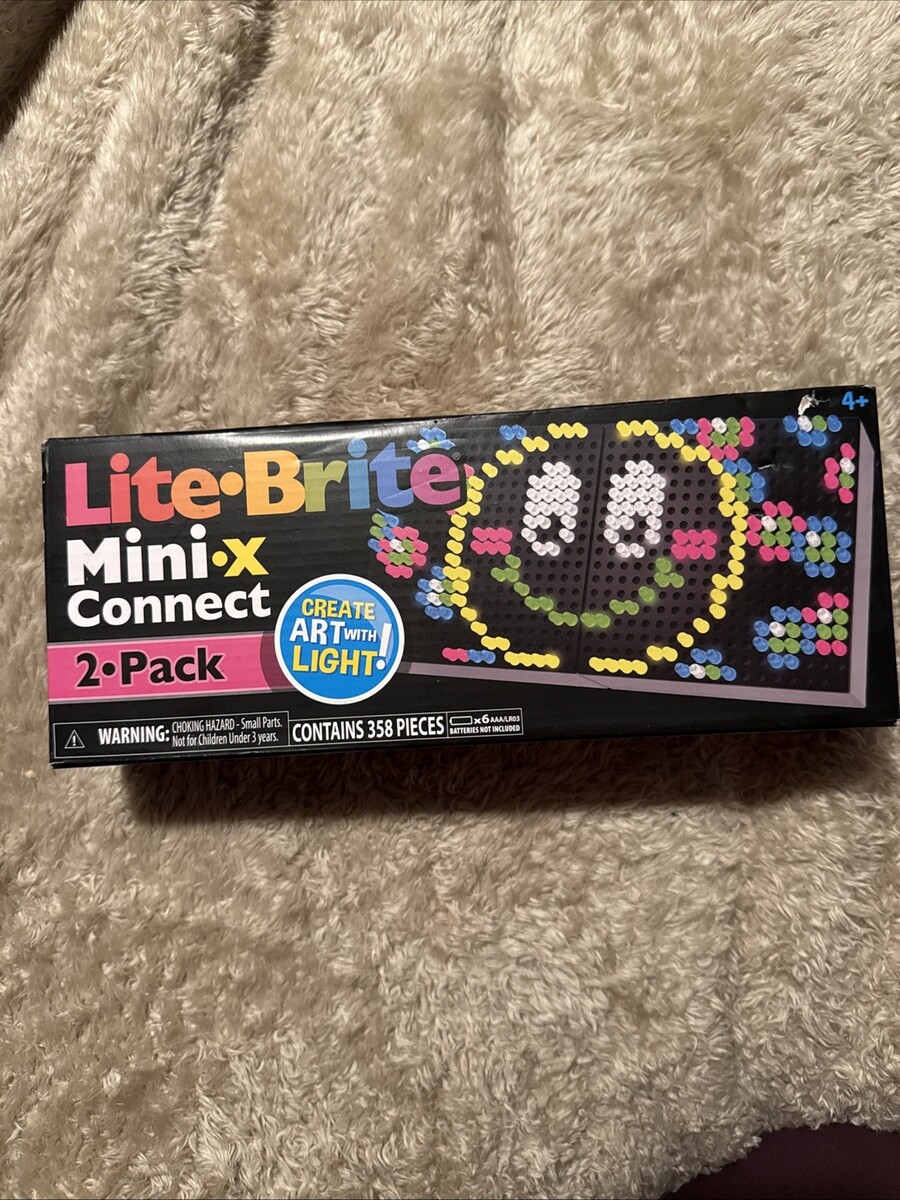 4+
Lite•Brite®
Mini•X
Connect
2•Pack
CREATE
ART WITH
LIGHT!
WARNING: CHOKING HAZARD - Small Parts.
Not for Children Under 3 years.
CONTAINS 358 PIECES
x6 AAA/LR03
BATTERIES NOT INCLUDED